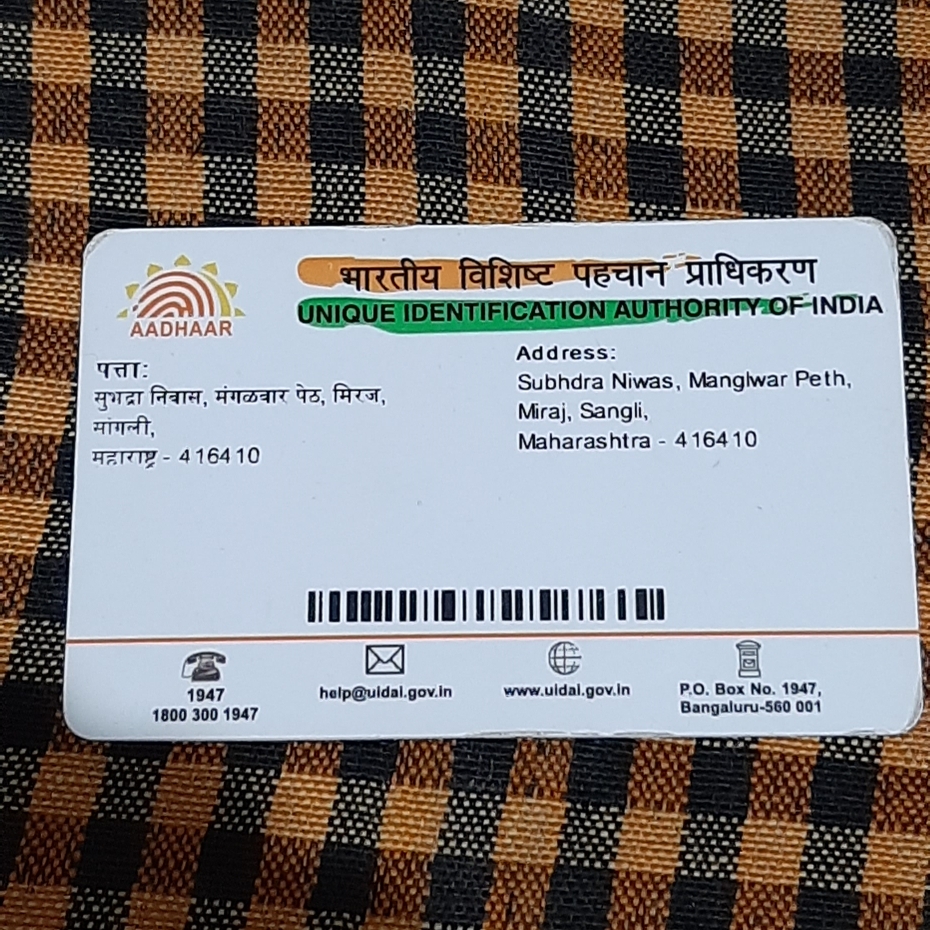 भारतीय विशिष्ट पहचान प्राधिकरण
UNIQUE IDENTIFICATION AUTHORITY OF INDIA
AADHAAR
पत्ता:
सुभद्रा निवास, मंगळवार पेठ, मिरज,
सांगली,
महाराष्ट्र - 416410
Address:
Subhdra Niwas, Manglwar Peth,
Miraj, Sangli,
Maharashtra - 416410
1947
1800 300 1947
help@uidai.gov.in
www.uidai.gov.in
P.O. Box No. 1947,
Bangaluru-560 001